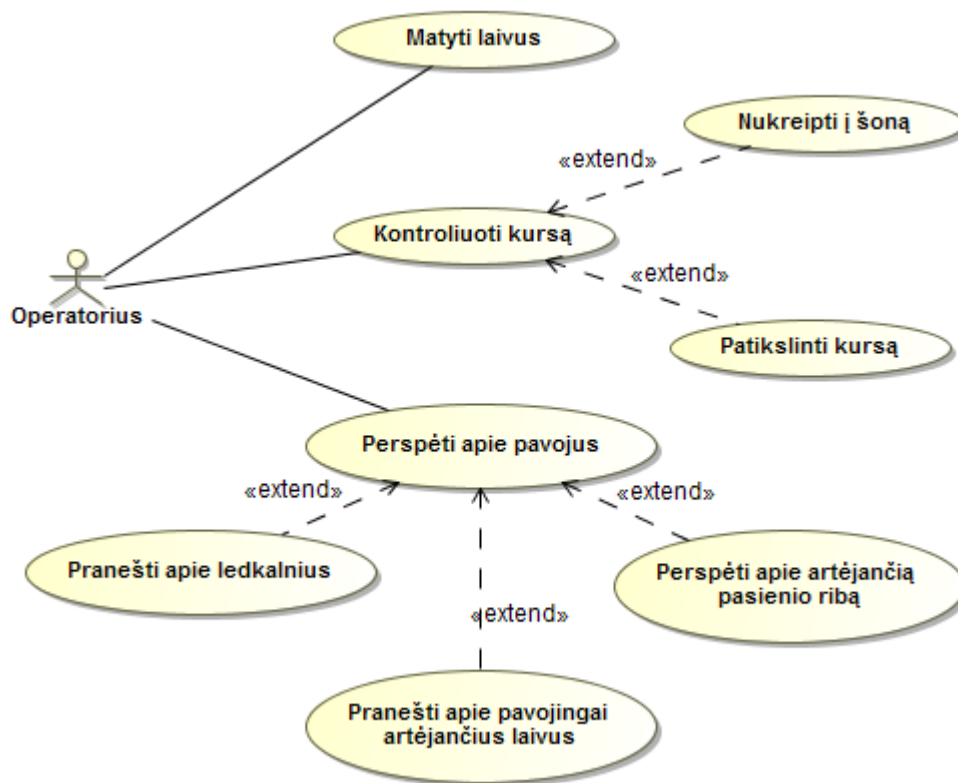 Matyti laivus
Nukreipti į šoną
«extend»
Kontroliuoti kursą
«extend»
Operatorius
Patikslinti kursą
Perspėti apie pavojus
«extend»
«extend»
Pranešti apie ledkalnius
Perspėti apie artėjančią
pasienio ribą
«extend»
Pranešti apie pavojingai
artėjančius laivus